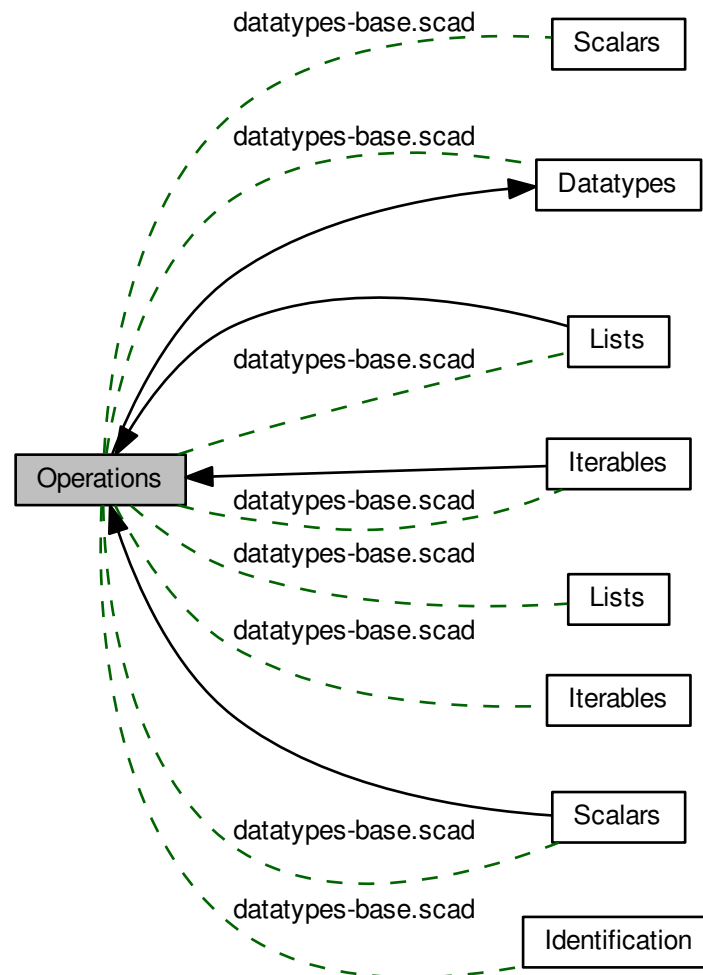 datatypes-base.scad
Scalars
datatypes-base.scad
Datatypes
Lists
datatypes-base.scad
Iterables
Operations
datatypes-base.scad
datatypes-base.scad
Lists
datatypes-base.scad
Iterables
Scalars
datatypes-base.scad
datatypes-base.scad
Identification